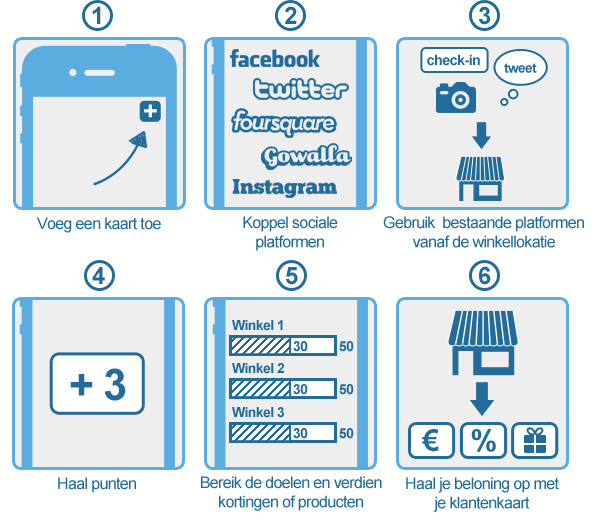 1
Voeg een kaart toe
2
facebook
twitter
foursquare
Gowalla
Instagram
Koppel sociale
platformen
3
check-in
tweet
Gebruik bestaande platformen
vanaf de winkellokatie
4
+ 3
Haal punten
5
Winkel 1
30 50
Winkel 2
30 50
Winkel 3
30 50
Bereik de doelen en verdien
kortingen of producten
6
€ %
Haal je beloning op met
je klantenkaart